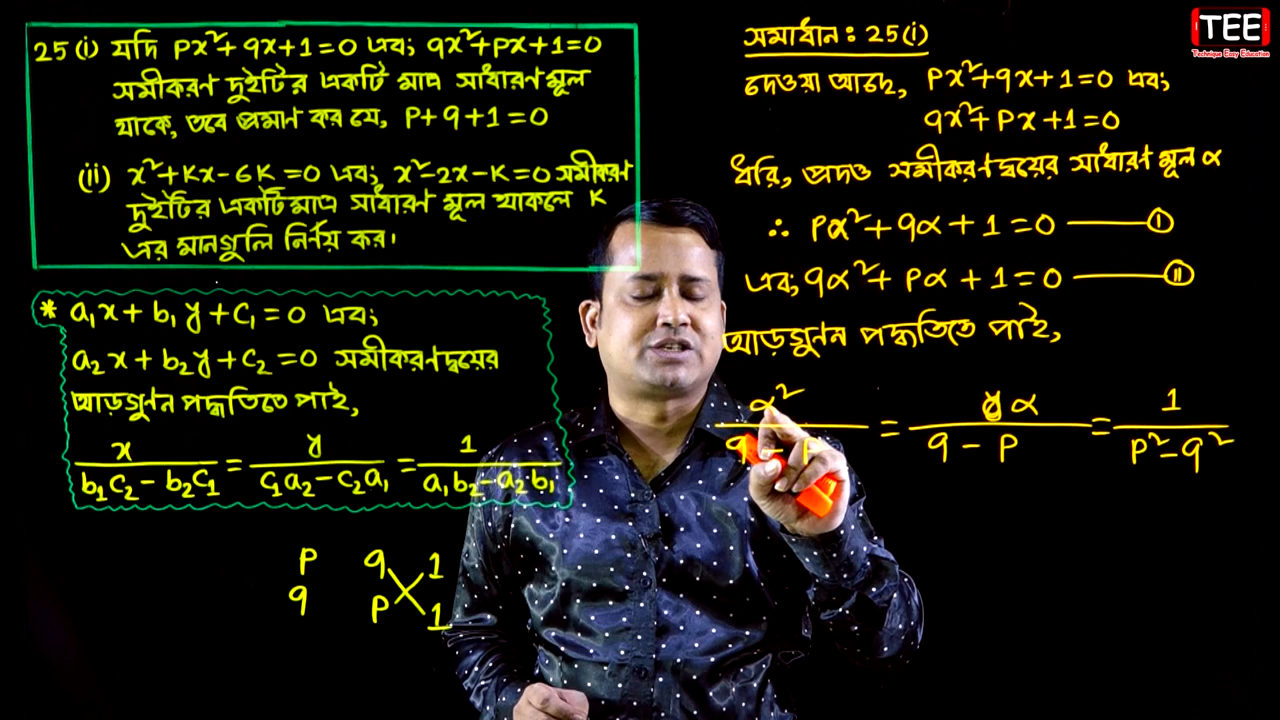 25 (i) যদি px²+qx+1=0 এবং qx²+px+1=0
সমীকরণ দুইটির একটি মাত্র সাধারণ মূল
থাকে, তবে প্রমাণ কর যে, p+q+1=0
(ii) x²+Kx-6K=0 এবং x²-2x-K=0 সমীকরণ
দুইটির একটিমাত্র সাধারণ মূল থাকলে K
এর মানগুলি নির্ণয় কর।
* a₁x+b₁y+c₁=0 এবং
a₂x+b₂y+c₂=0 সমীকরণদ্বয়ের
আড়গুণন পদ্ধতিতে পাই,
x/(b₁c₂-b₂c₁) = y/(c₁a₂-c₂a₁) = 1/(a₁b₂-a₂b₁)
p q 1
q p 1
সমাধান: 25(i)
দেওয়া আছে, px²+qx+1=0 এবং
qx²+px+1=0
ধরি, প্রদত্ত সমীকরণদ্বয়ের সাধারণ মূল α
∴ pα²+qα+1=0 —— (I)
এবং qα²+pα+1=0 —— (II)
আড়গুণন পদ্ধতিতে পাই,
α²/(q-p) = α/(q-p) = 1/(p²-q²)
TEE
Technique Easy Education